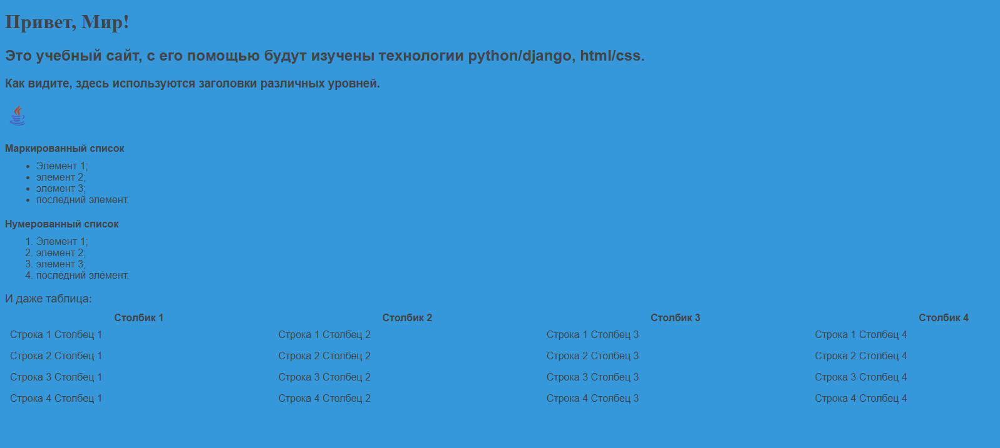 Привет, Мир!
Это учебный сайт, с его помощью будут изучены технологии python/django, html/css.
Как видите, здесь используются заголовки различных уровней.
Маркированный список
• Элемент 1;
• элемент 2;
• элемент 3;
• последний элемент.
Нумерованный список
1. Элемент 1;
2. элемент 2;
3. элемент 3;
4. последний элемент.
И даже таблица:
Столбик 1 Столбик 2 Столбик 3 Столбик 4
Строка 1 Столбец 1 Строка 1 Столбец 2 Строка 1 Столбец 3 Строка 1 Столбец 4
Строка 2 Столбец 1 Строка 2 Столбец 2 Строка 2 Столбец 3 Строка 2 Столбец 4
Строка 3 Столбец 1 Строка 3 Столбец 2 Строка 3 Столбец 3 Строка 3 Столбец 4
Строка 4 Столбец 1 Строка 4 Столбец 2 Строка 4 Столбец 3 Строка 4 Столбец 4